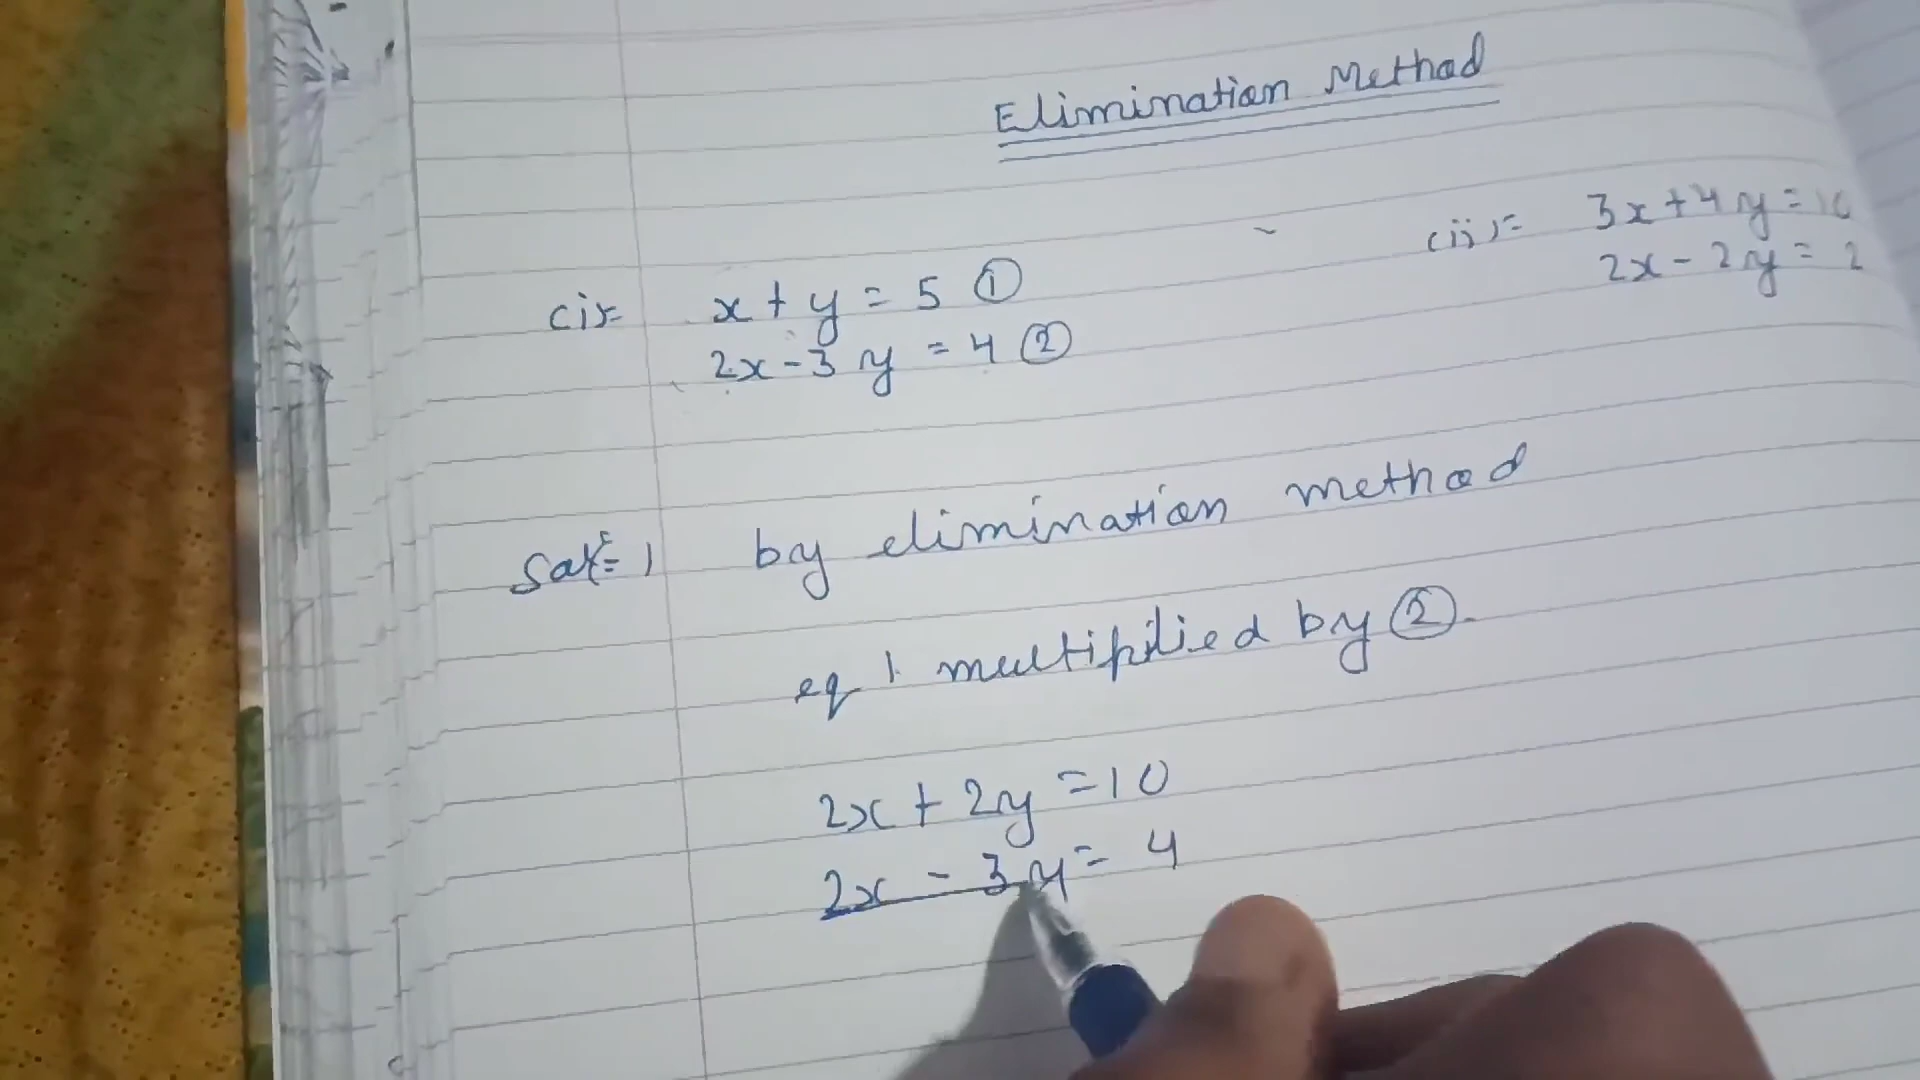 Elimination Method
(ii):= 3x+4y=10
2x-2y=2
(i):= x+y=5 ①
2x-3y=4 ②
by elimination method
eq 1. multiplied by ②.
2x+2y=10
2x-3y=4